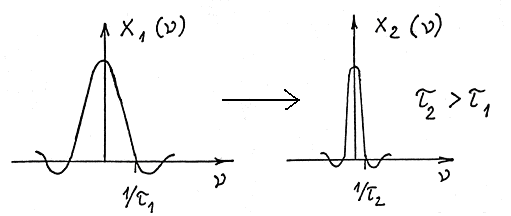 X₁ (ν)
X₂ (ν)
τ₂ > τ₁
ν
ν
1/τ₁
1/τ₂